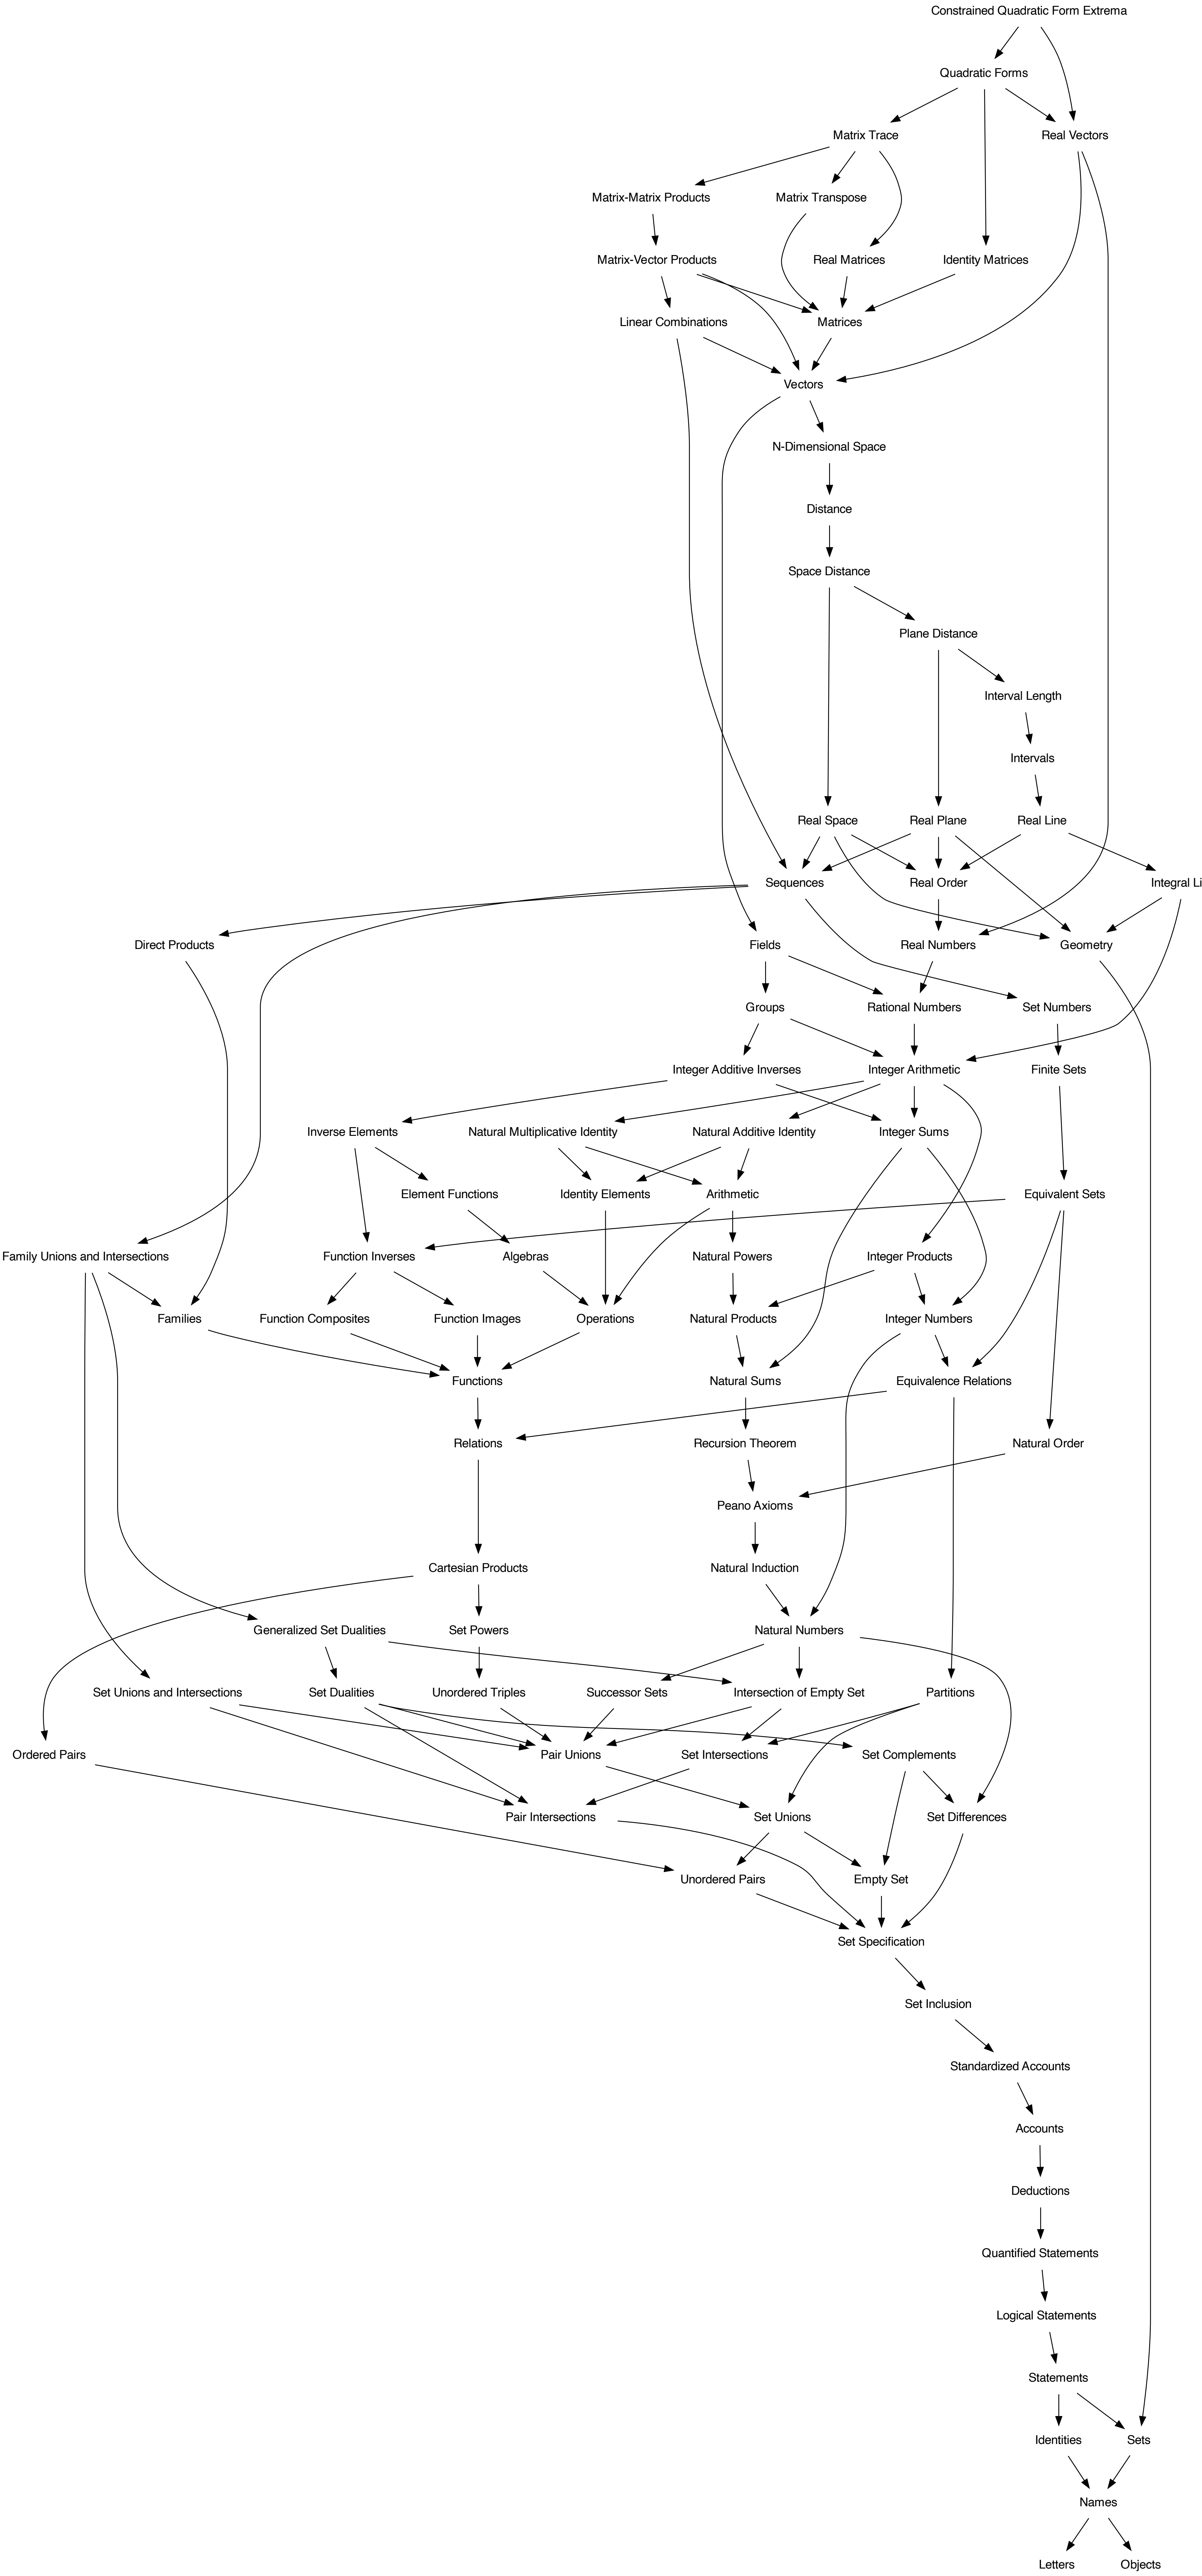 Constrained Quadratic Form Extrema
Quadratic Forms
Matrix Trace
Real Vectors
Matrix-Matrix Products
Matrix Transpose
Matrix-Vector Products
Real Matrices
Identity Matrices
Linear Combinations
Matrices
Vectors
N-Dimensional Space
Distance
Space Distance
Plane Distance
Interval Length
Intervals
Real Space
Real Plane
Real Line
Sequences
Real Order
Integral Li
Direct Products
Fields
Real Numbers
Geometry
Groups
Rational Numbers
Set Numbers
Integer Additive Inverses
Integer Arithmetic
Finite Sets
Inverse Elements
Natural Multiplicative Identity
Natural Additive Identity
Integer Sums
Element Functions
Identity Elements
Arithmetic
Equivalent Sets
Family Unions and Intersections
Function Inverses
Algebras
Natural Powers
Integer Products
Families
Function Composites
Function Images
Operations
Natural Products
Integer Numbers
Functions
Natural Sums
Equivalence Relations
Relations
Recursion Theorem
Natural Order
Peano Axioms
Cartesian Products
Natural Induction
Generalized Set Dualities
Set Powers
Natural Numbers
Set Unions and Intersections
Set Dualities
Unordered Triples
Successor Sets
Intersection of Empty Set
Partitions
Ordered Pairs
Pair Unions
Set Intersections
Set Complements
Pair Intersections
Set Unions
Set Differences
Unordered Pairs
Empty Set
Set Specification
Set Inclusion
Standardized Accounts
Accounts
Deductions
Quantified Statements
Logical Statements
Statements
Identities
Sets
Names
Letters
Objects